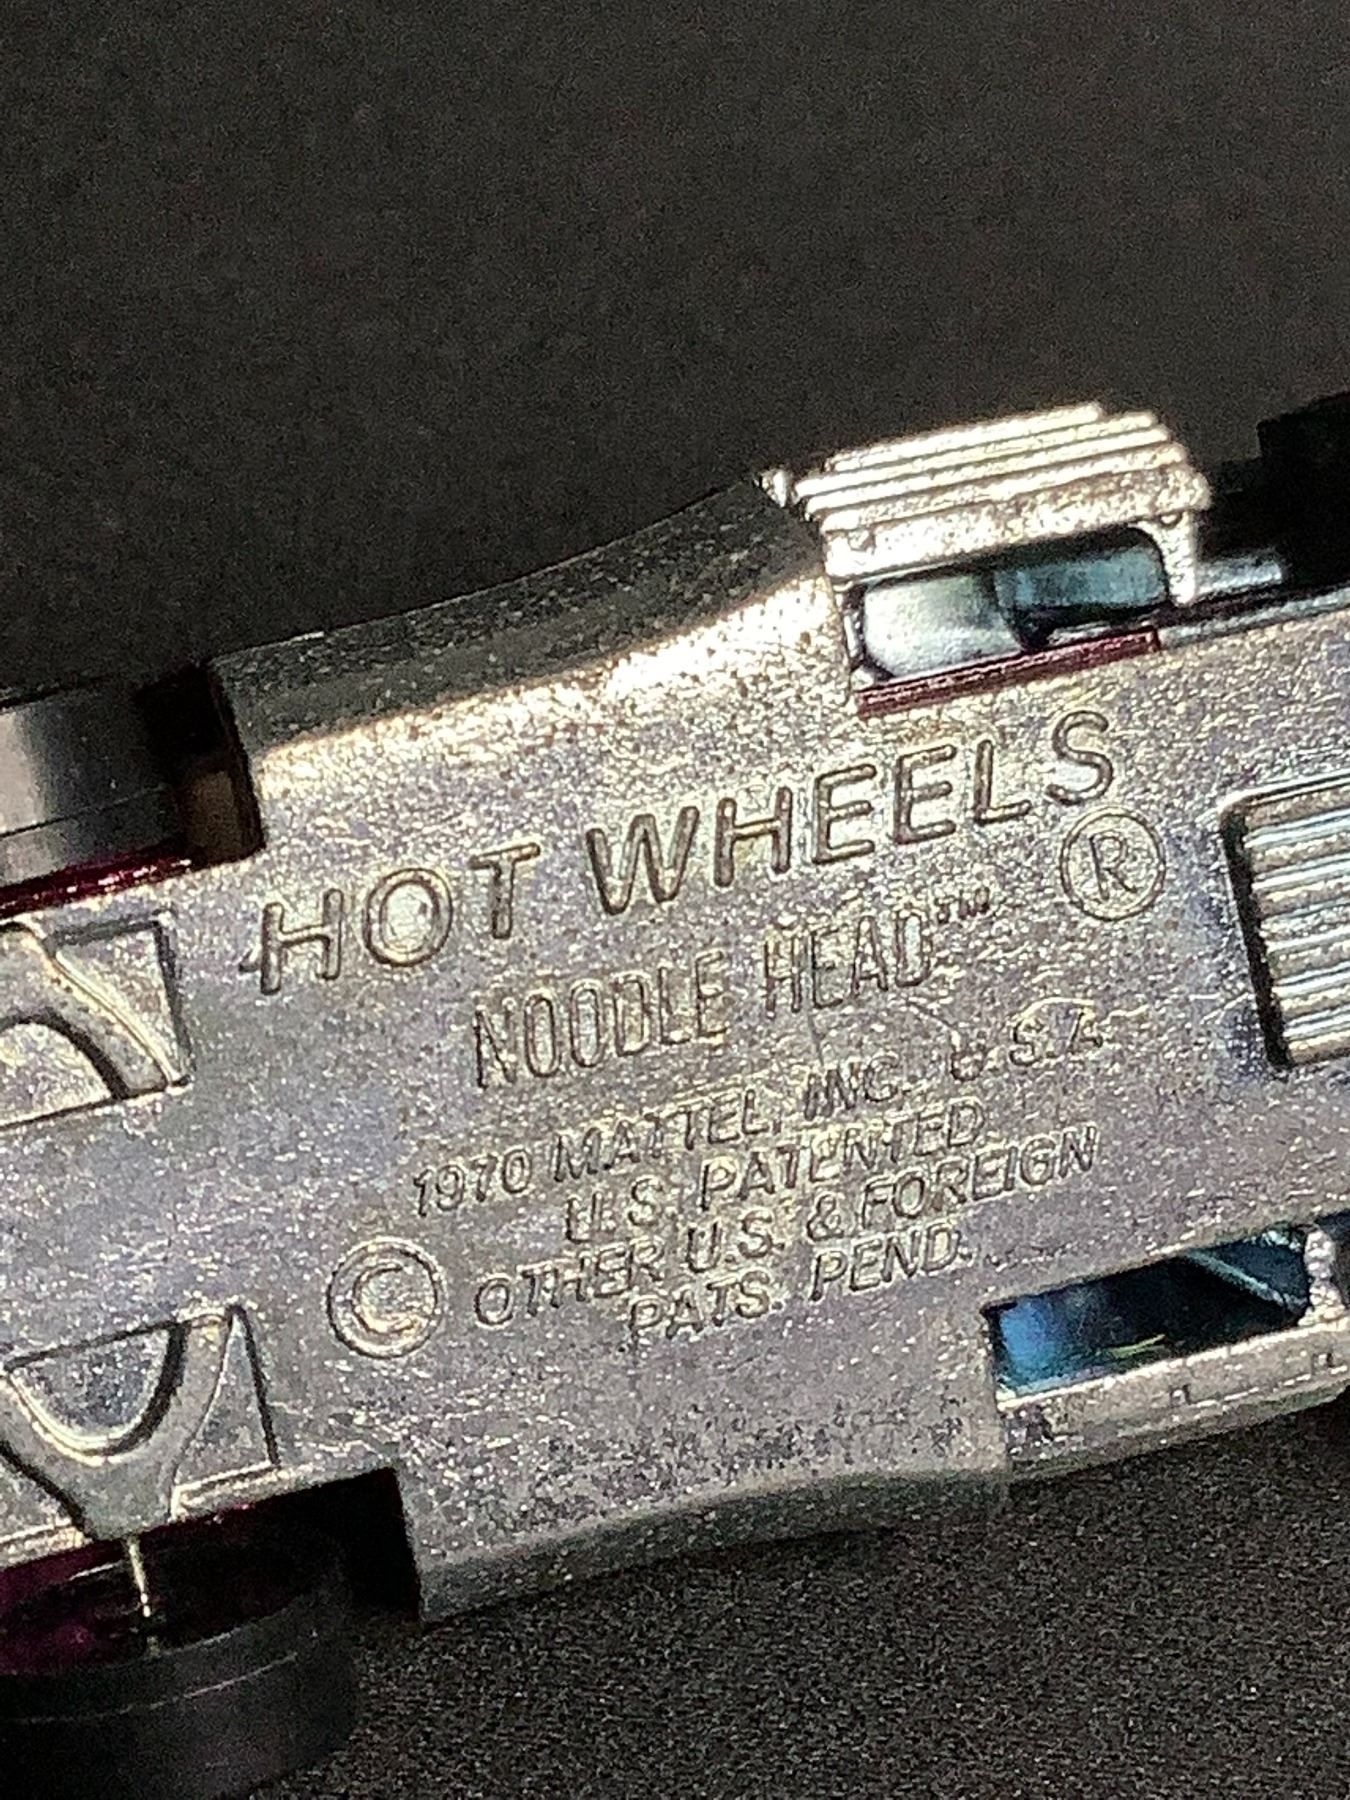 HOT WHEELS ®
NOODLE HEAD™
1970 MATTEL, INC. U.S.A.
U.S. PATENTED
© OTHER U.S. & FOREIGN
PATS. PEND.